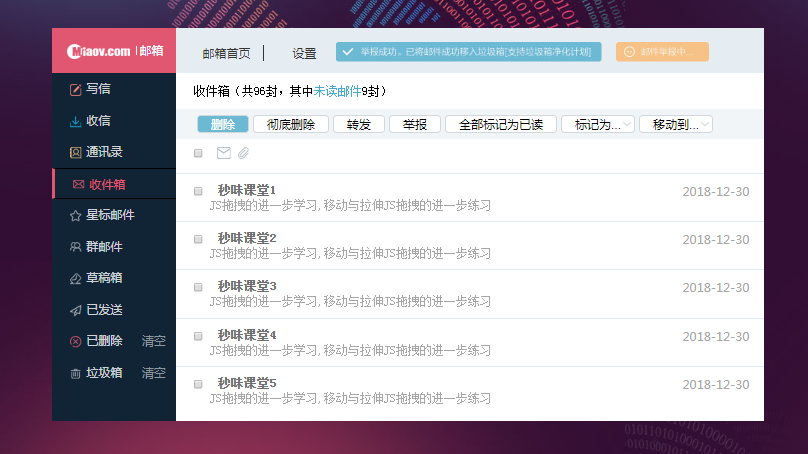 Miaov.com | 邮箱
邮箱首页 | 设置
举报成功，已将邮件成功移入垃圾箱[支持垃圾箱净化计划]
邮件举报中...
写信
收信
通讯录
收件箱
星标邮件
群邮件
草稿箱
已发送
已删除 清空
垃圾箱 清空
收件箱（共96封，其中未读邮件9封）
删除 彻底删除 转发 举报 全部标记为已读 标记为... 移动到...
秒味课堂1 2018-12-30
JS拖拽的进一步学习, 移动与拉伸JS拖拽的进一步练习
秒味课堂2 2018-12-30
JS拖拽的进一步学习, 移动与拉伸JS拖拽的进一步练习
秒味课堂3 2018-12-30
JS拖拽的进一步学习, 移动与拉伸JS拖拽的进一步练习
秒味课堂4 2018-12-30
JS拖拽的进一步学习, 移动与拉伸JS拖拽的进一步练习
秒味课堂5 2018-12-30
JS拖拽的进一步学习, 移动与拉伸JS拖拽的进一步练习